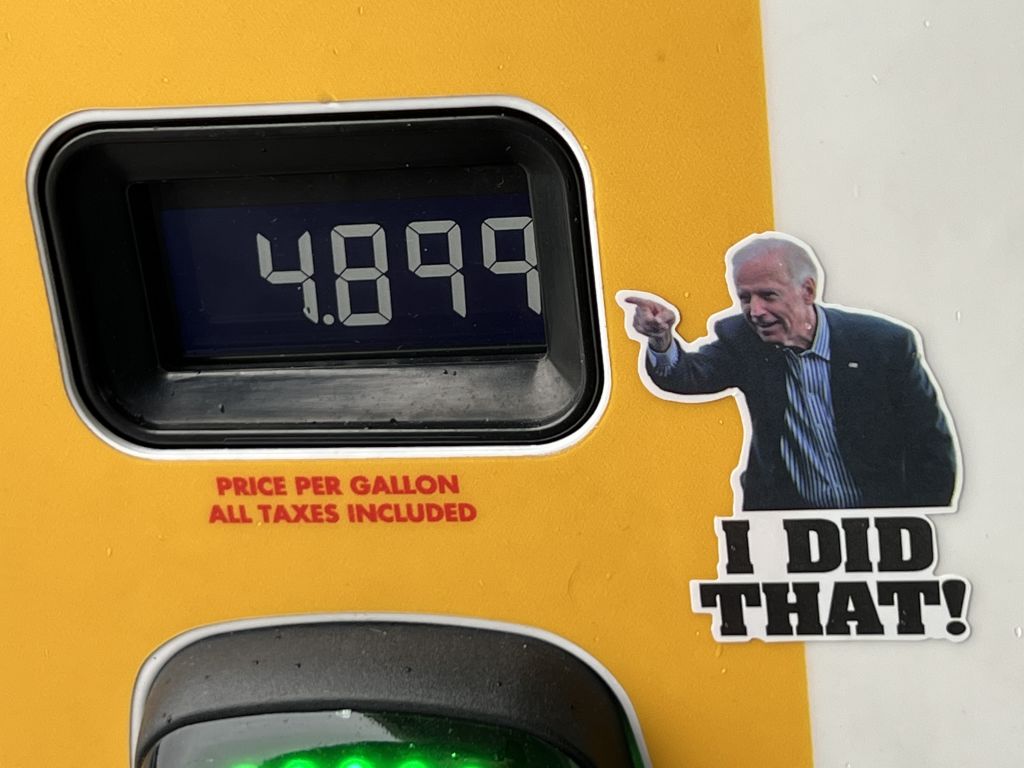 4.899
PRICE PER GALLON
ALL TAXES INCLUDED
I DID
THAT!